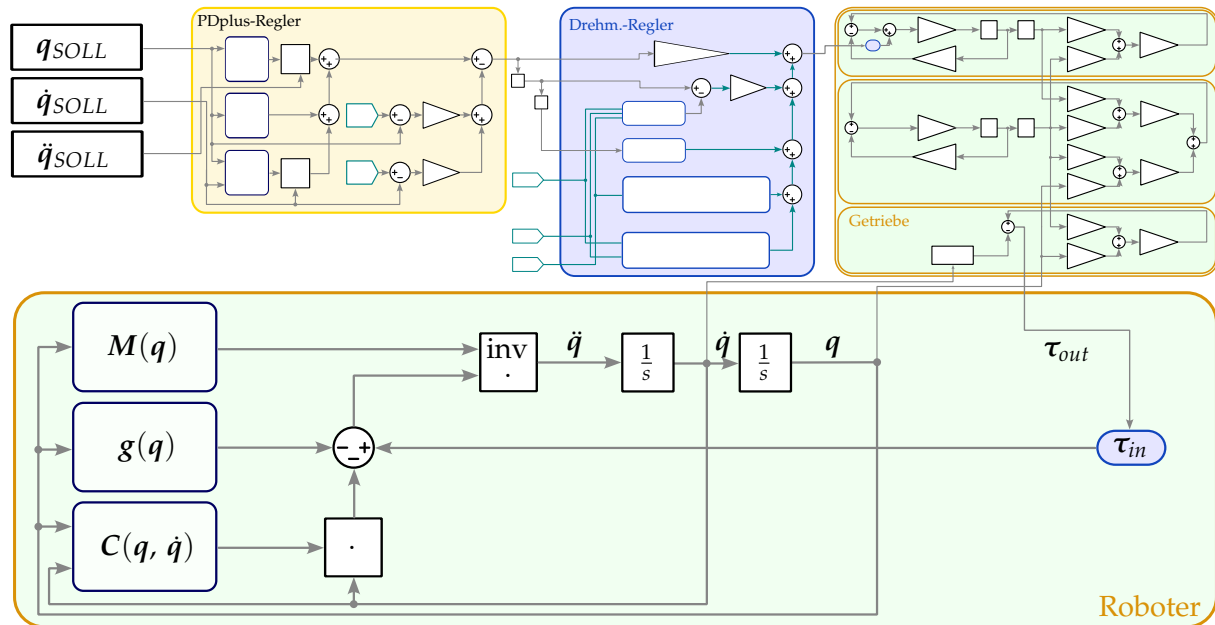 PDplus-Regler
Drehm.-Regler
q_SOLL
q̇_SOLL
q̈_SOLL
Getriebe
M(q)
inv
·
q̈
1/s
q̇
1/s
q
τ_out
g(q)
τ_in
C(q, q̇)
·
Roboter